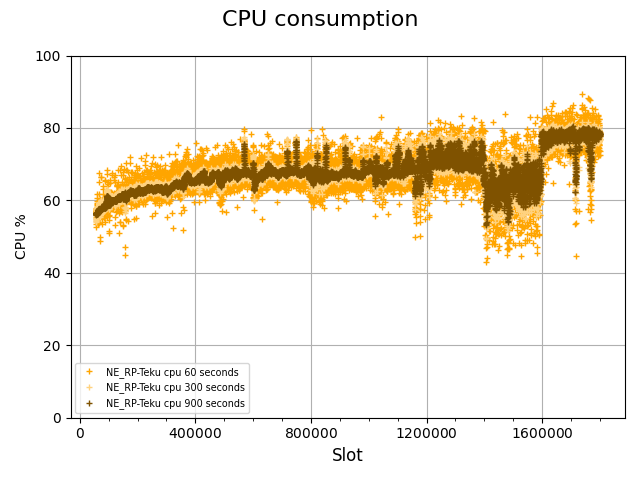 CPU consumption
100
80
60
40
20
0
CPU %
NE_RP-Teku cpu 60 seconds
NE_RP-Teku cpu 300 seconds
NE_RP-Teku cpu 900 seconds
0 400000 800000 1200000 1600000
Slot